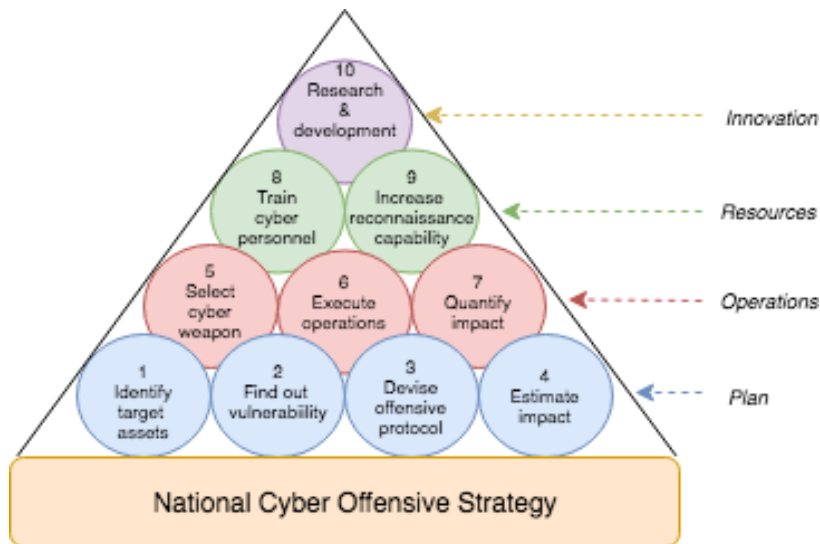 10
Research
&
development
Innovation
8
Train
cyber
personnel
9
Increase
reconnaissance
capability
Resources
5
Select
cyber
weapon
6
Execute
operations
7
Quantify
impact
Operations
1
Identify
target
assets
2
Find out
vulnerability
3
Devise
offensive
protocol
4
Estimate
impact
Plan
National Cyber Offensive Strategy